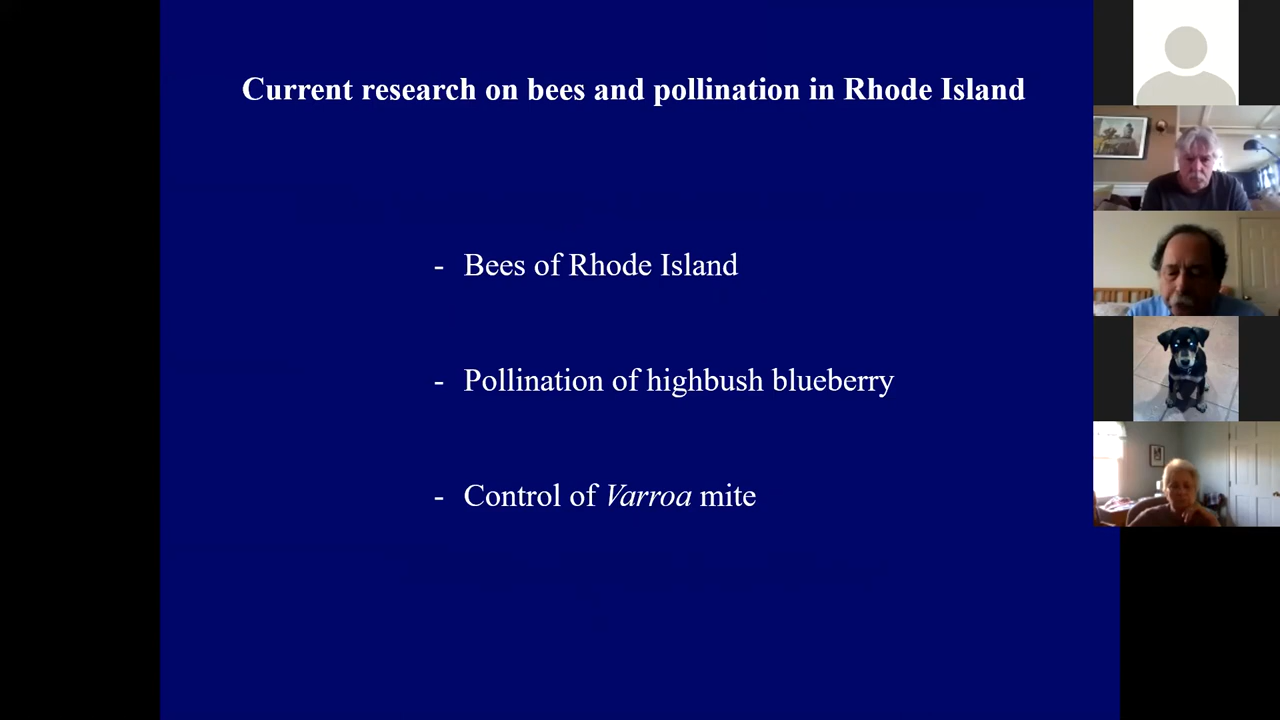 Current research on bees and pollination in Rhode Island
- Bees of Rhode Island
- Pollination of highbush blueberry
- Control of Varroa mite